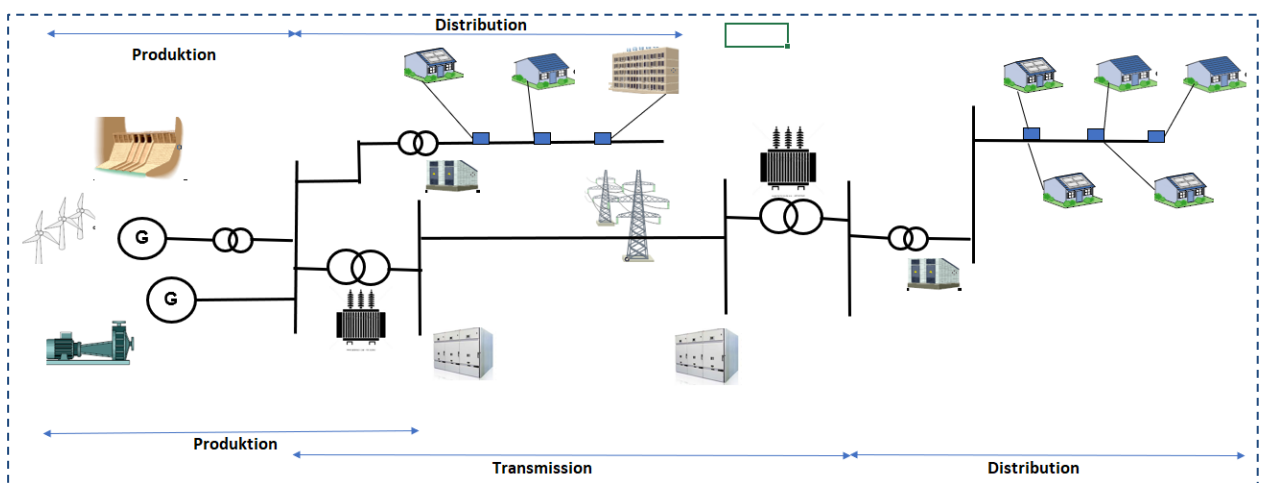 Distribution
Produktion
G
G
Produktion
Transmission
Distribution